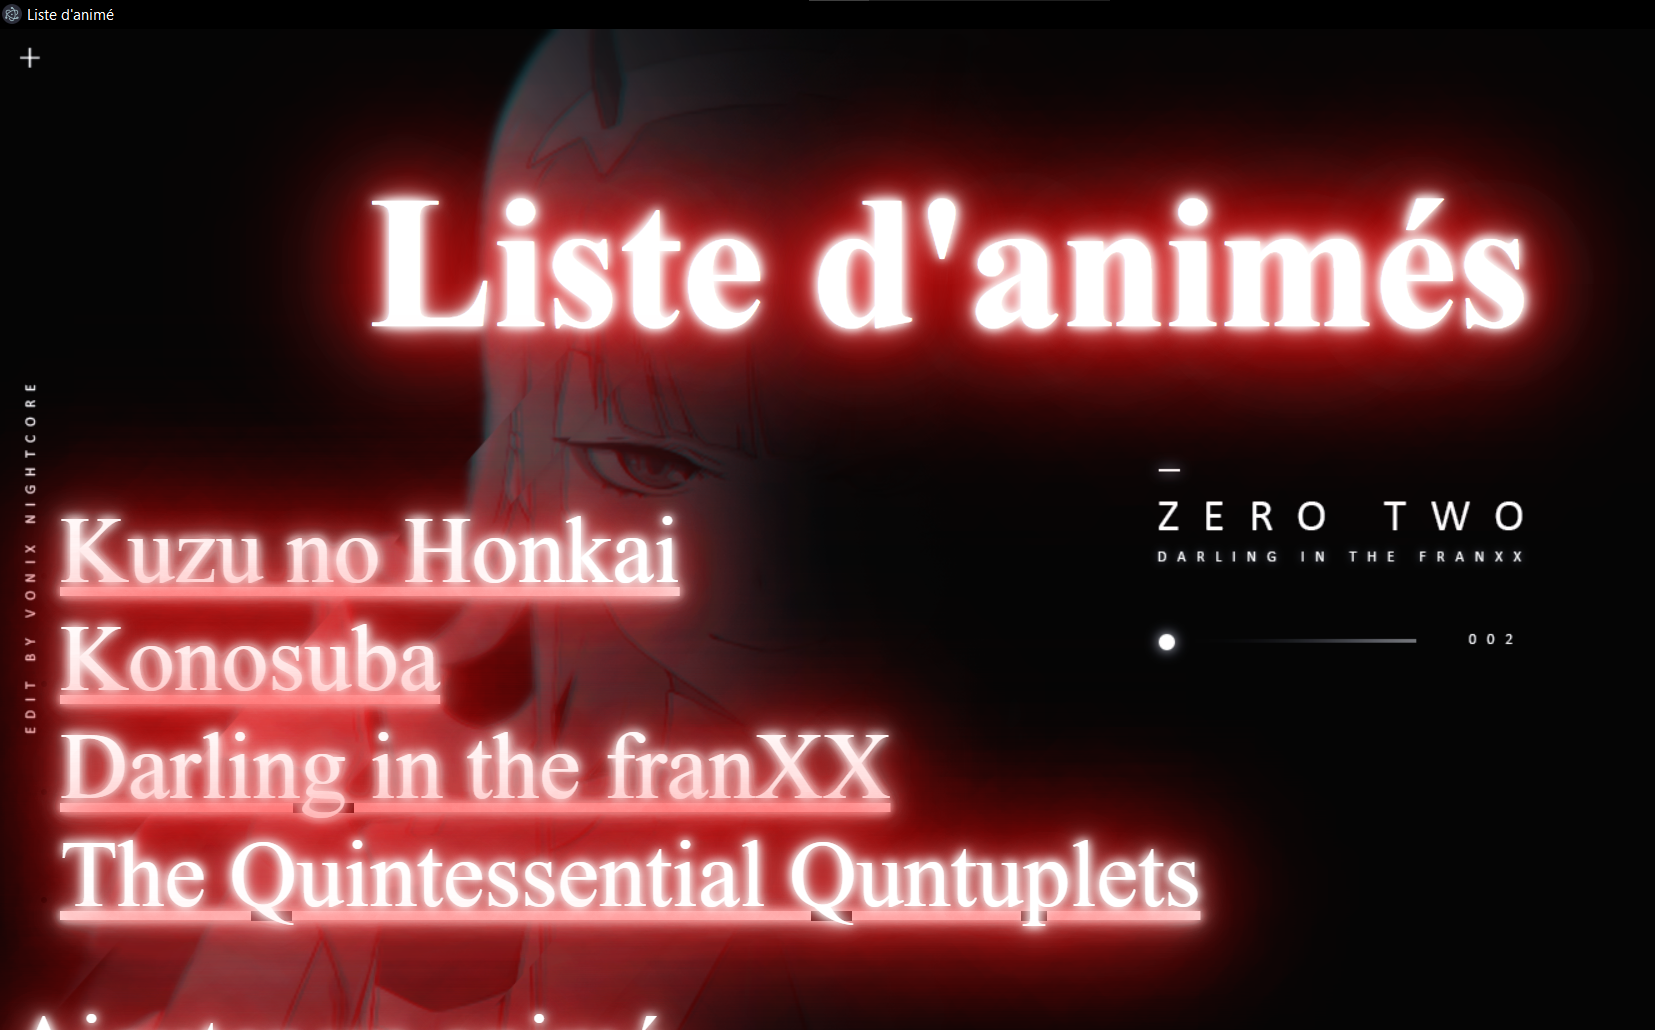 Liste d'animé
Liste d'animés
EDIT BY VONIX NIGHTCORE
ZERO TWO
DARLING IN THE FRANXX
002
Kuzu no Honkai
Konosuba
Darling in the franXX
The Quintessential Quntuplets